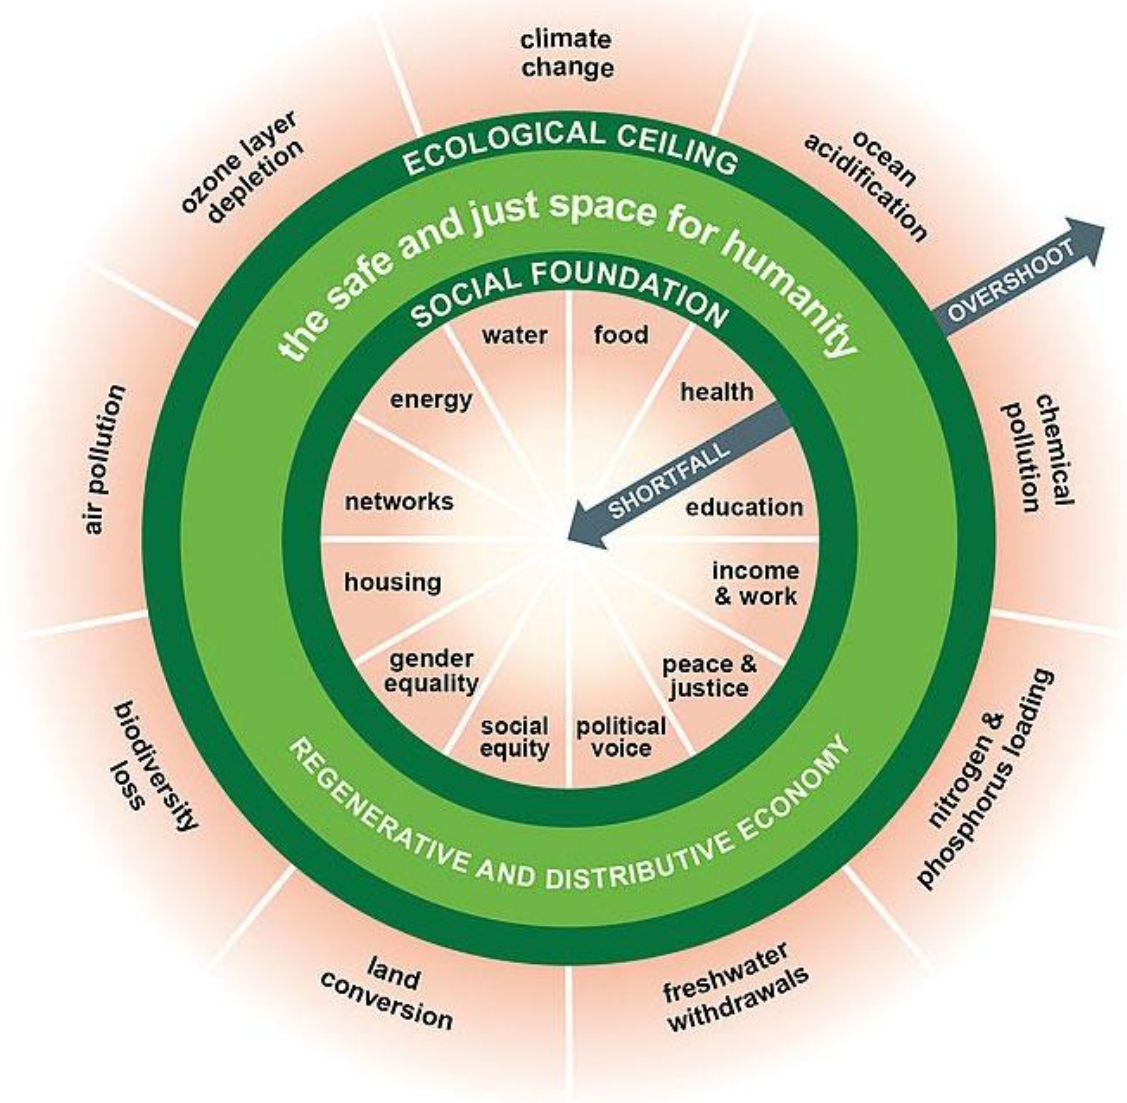 climate
change
ocean
acidification
OVERSHOOT
chemical
pollution
nitrogen &
phosphorus loading
freshwater
withdrawals
land
conversion
biodiversity
loss
air pollution
ozone layer
depletion
ECOLOGICAL CEILING
the safe and just space for humanity
SOCIAL FOUNDATION
water
food
health
SHORTFALL
education
income
& work
peace &
justice
political
voice
social
equity
gender
equality
housing
networks
energy
REGENERATIVE AND DISTRIBUTIVE ECONOMY